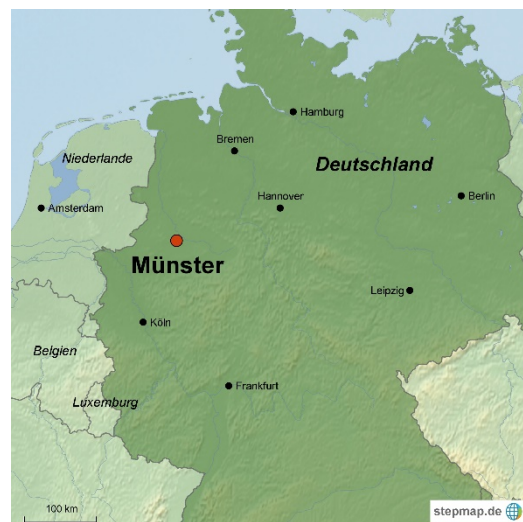 Hamburg
Bremen
Niederlande
Deutschland
Berlin
Hannover
Amsterdam
Münster
Leipzig
Köln
Belgien
Frankfurt
Luxemburg
100 km
stepmap.de